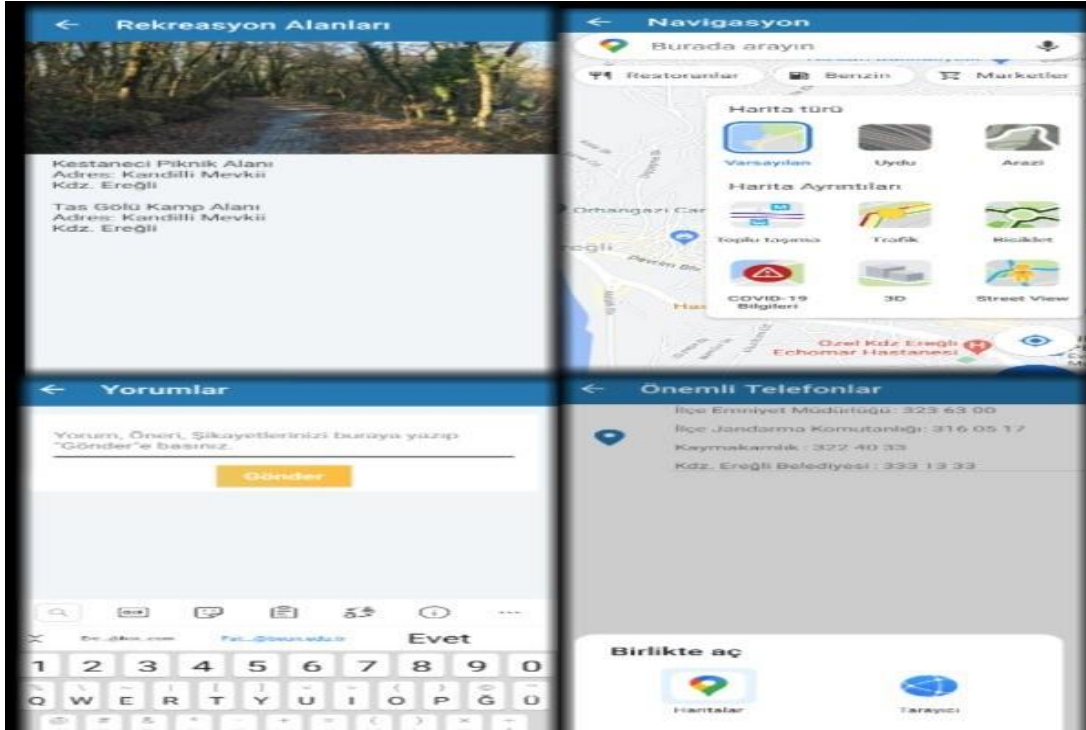 Rekreasyon Alanları
Kestaneci Piknik Alanı
Adres: Kandilli Mevkii
Kdz. Ereğli
Tas Gölü Kamp Alanı
Adres: Kandilli Mevkii
Kdz. Ereğli
Navigasyon
Burada arayın
Restoranlar
Benzin
Marketler
Harita türü
Varsayılan
Uydu
Arazi
Harita Ayrıntıları
Orhangazi Car
Toplu taşıma
Trafik
Bisiklet
COVID-19
Bilgileri
3D
Street View
Özel Kdz Ereğli
Echomar Hastanesi
Yorumlar
Yorum, Öneri, Şikayetlerinizi buraya yazıp
"Gönder"e basınız.
Gönder
Evet
1 2 3 4 5 6 7 8 9 0
Q W E R T Y U I O P Ğ Ü
Önemli Telefonlar
İlçe Emniyet Müdürlüğü: 323 63 00
İlçe Jandarma Komutanlığı: 316 05 17
Kaymakamlık : 322 40 33
Kdz. Ereğli Belediyesi : 333 13 33
Birlikte aç
Haritalar
Tarayıcı